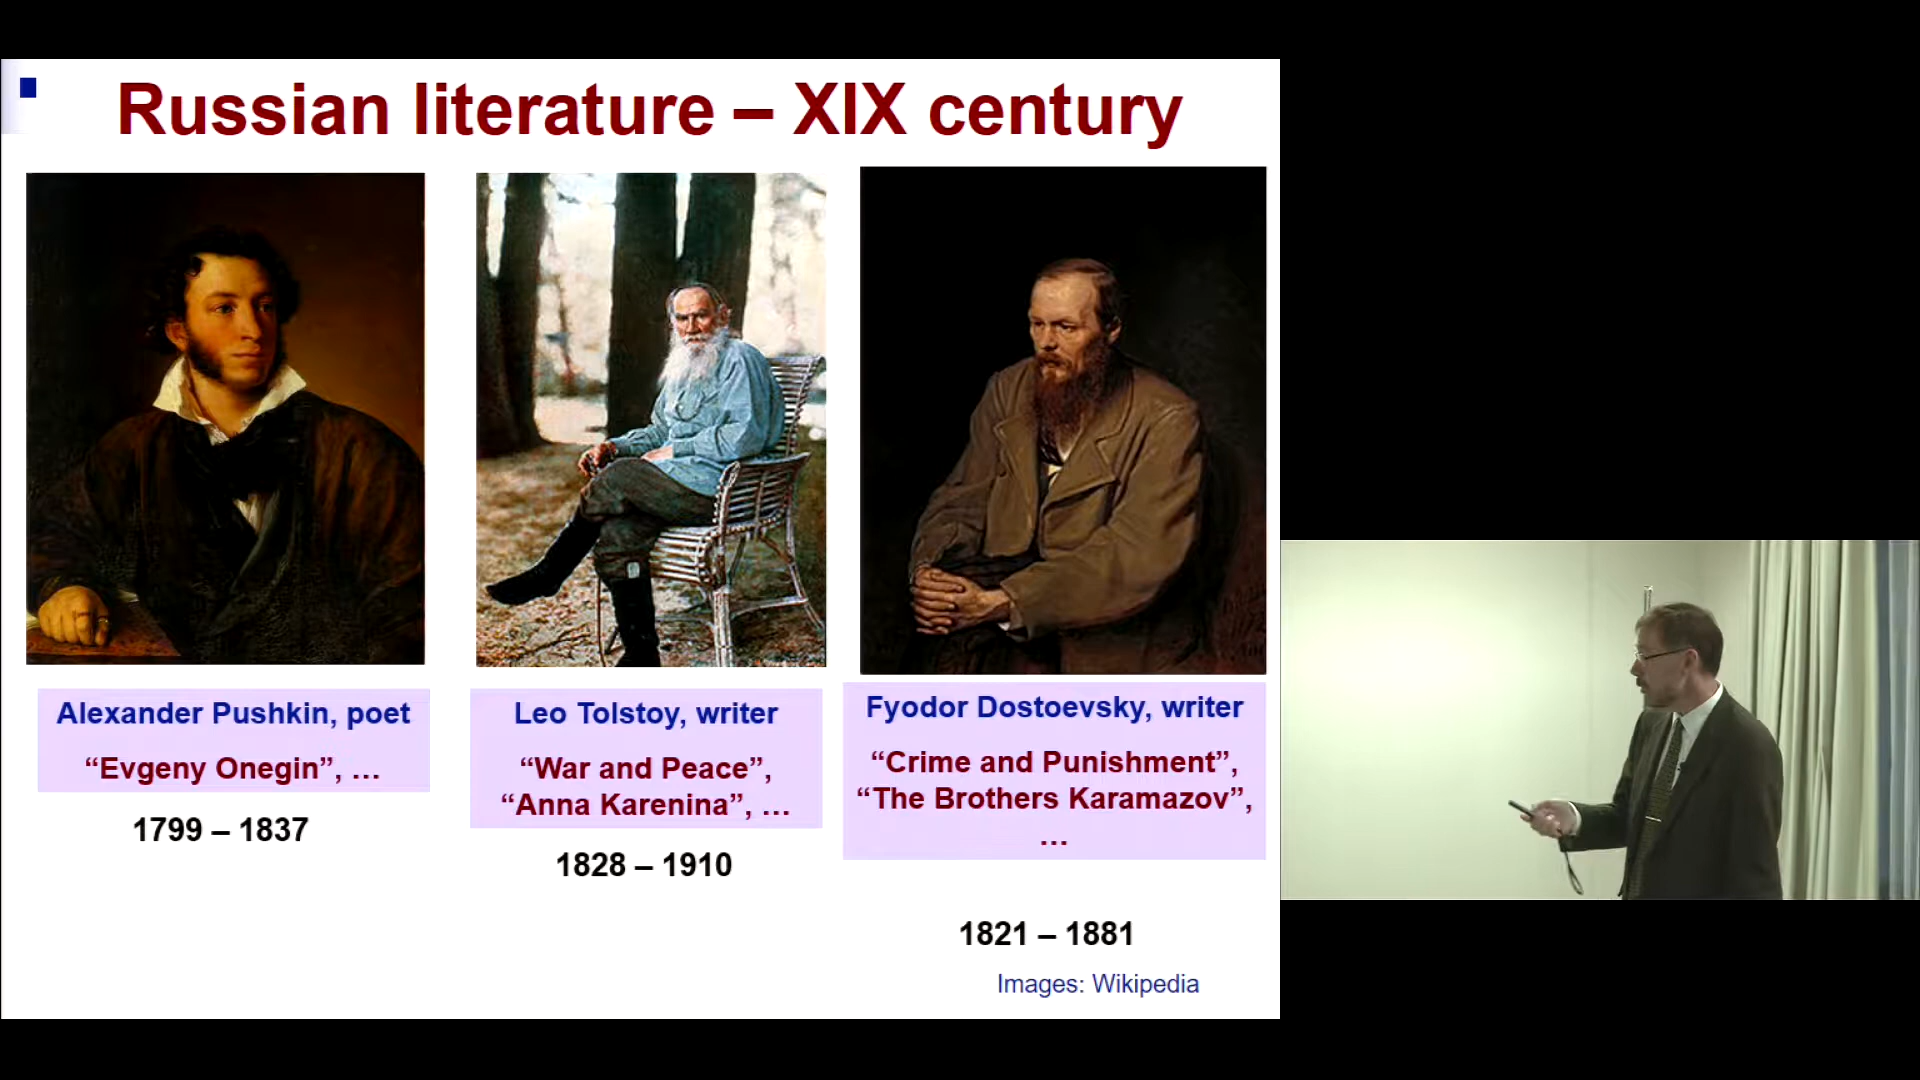 Russian literature – XIX century
Alexander Pushkin, poet
“Evgeny Onegin”, …
1799 – 1837
Leo Tolstoy, writer
“War and Peace”,
“Anna Karenina”, …
1828 – 1910
Fyodor Dostoevsky, writer
“Crime and Punishment”,
“The Brothers Karamazov”,
…
1821 – 1881
Images: Wikipedia